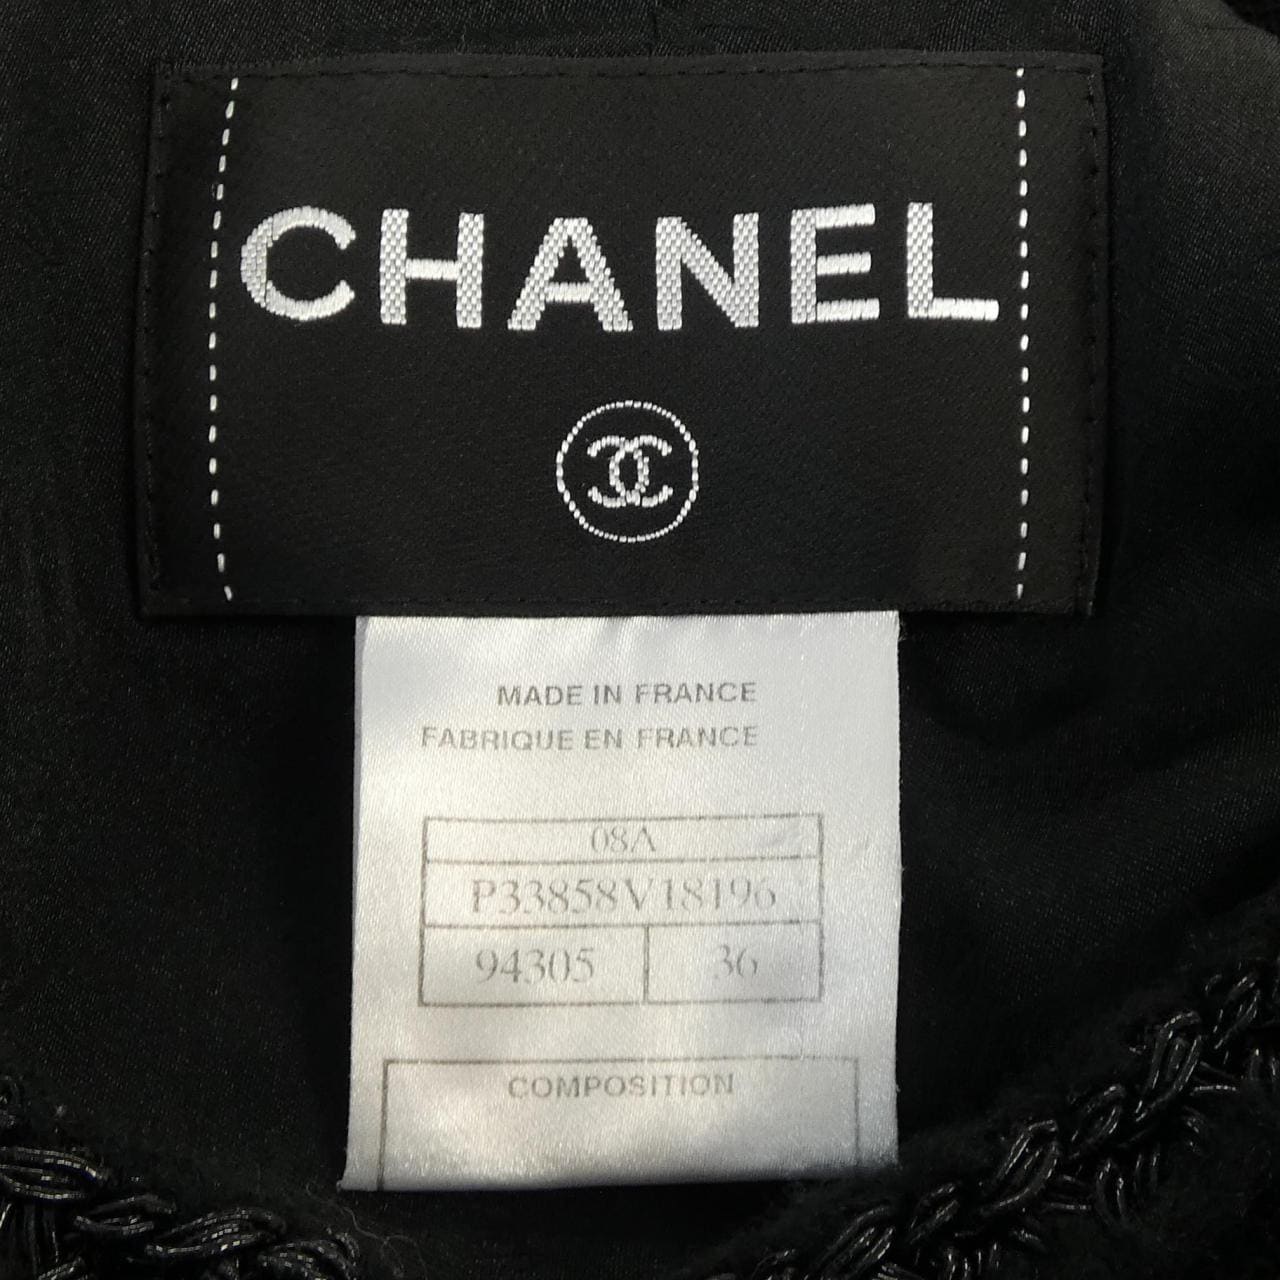 CHANEL
MADE IN FRANCE
FABRIQUE EN FRANCE
08A
P33858V18196
94305 36
COMPOSITION